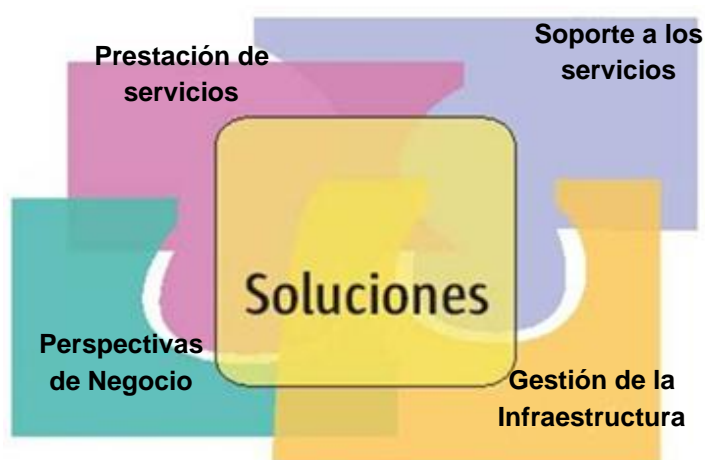 Prestación de
servicios
Soporte a los
servicios
Soluciones
Perspectivas
de Negocio
Gestión de la
Infraestructura